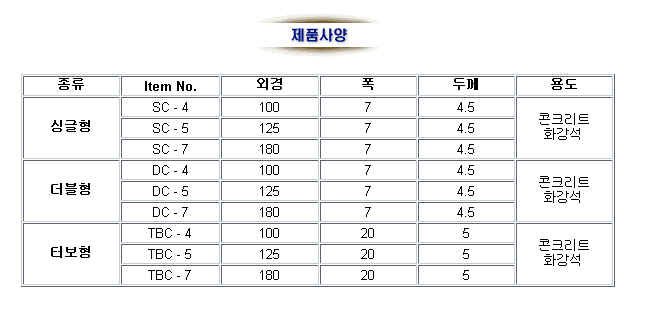 제품사양
종류 Item No. 외경 폭 두께 용도
싱글형 SC - 4 100 7 4.5 콘크리트 화강석
SC - 5 125 7 4.5
SC - 7 180 7 4.5
더블형 DC - 4 100 7 4.5 콘크리트 화강석
DC - 5 125 7 4.5
DC - 7 180 7 4.5
터보형 TBC - 4 100 20 5 콘크리트 화강석
TBC - 5 125 20 5
TBC - 7 180 20 5